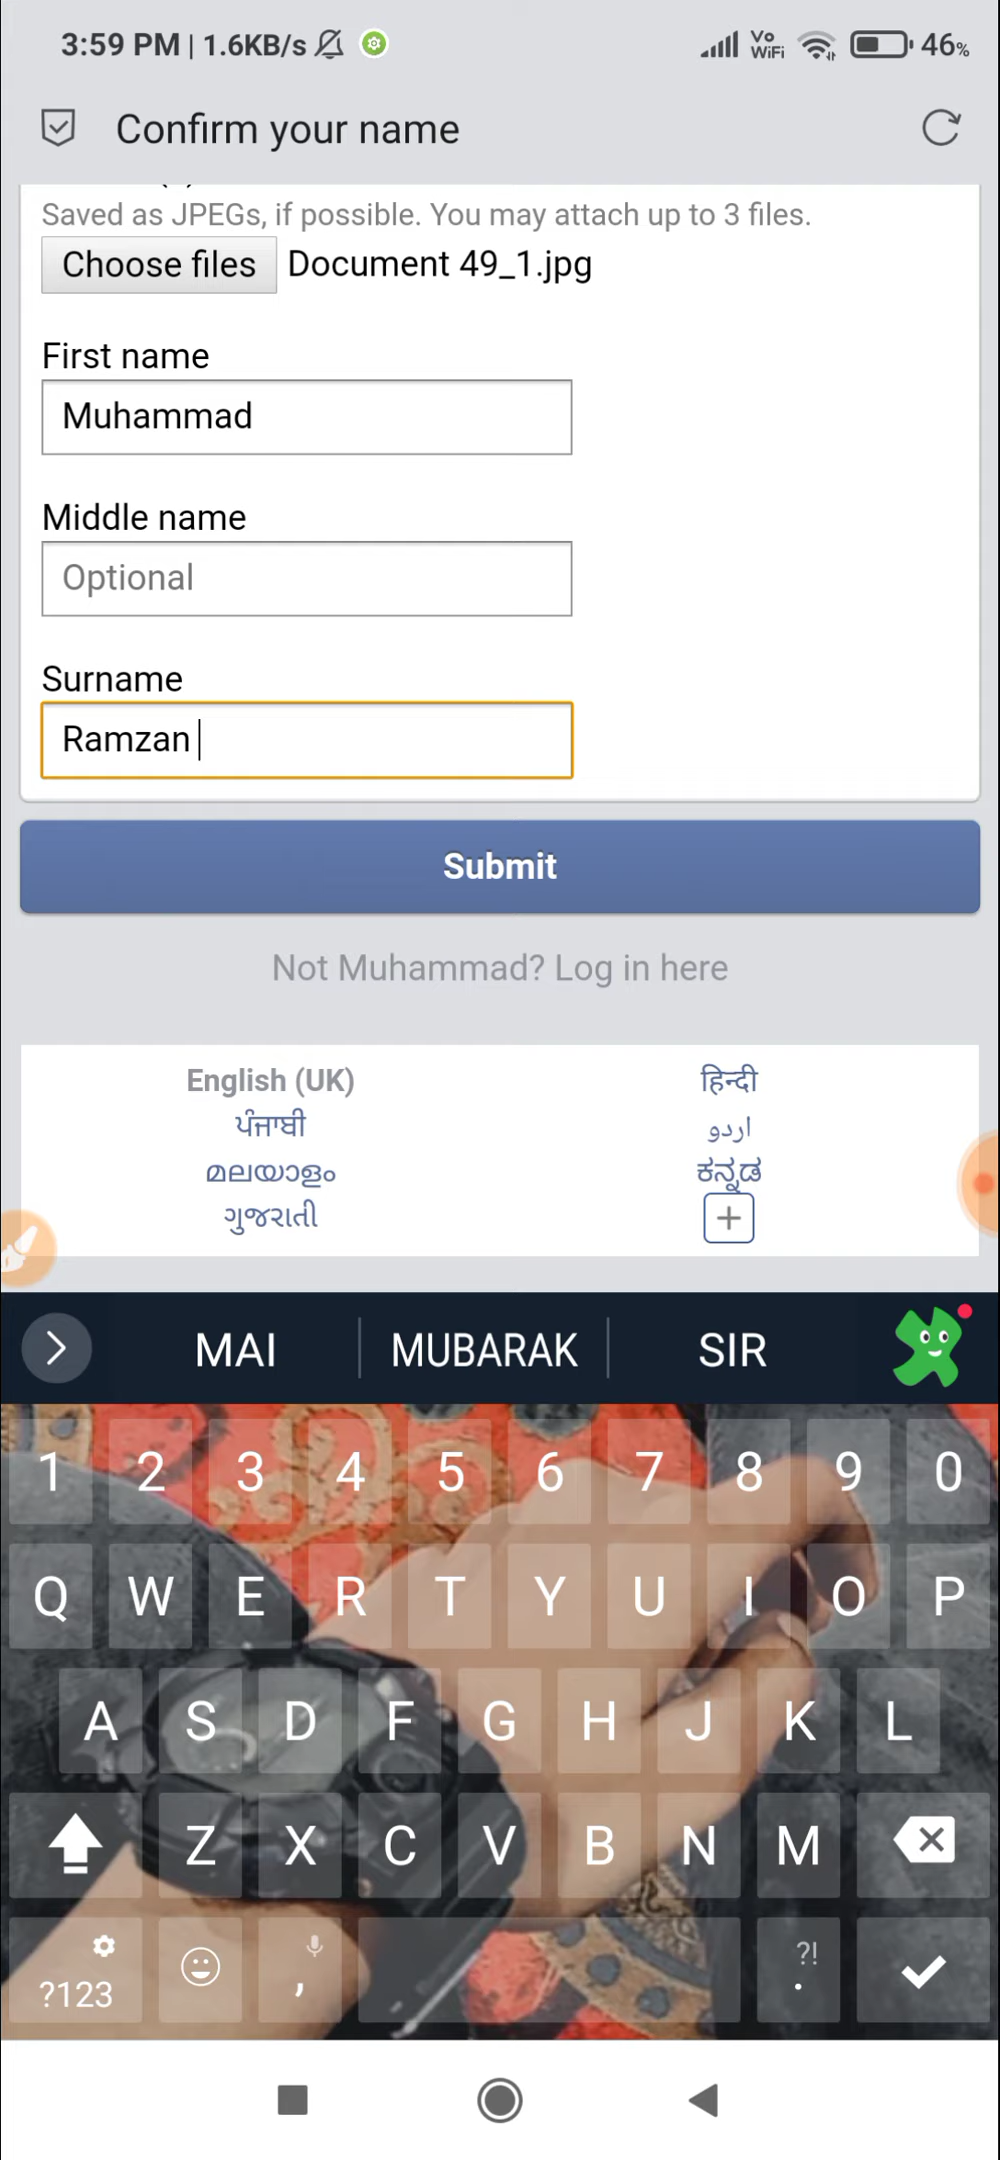 3:59 PM | 1.6KB/s Vo WiFi 46%
Confirm your name
Saved as JPEGs, if possible. You may attach up to 3 files.
Choose files Document 49_1.jpg
First name
Muhammad
Middle name
Optional
Surname
Ramzan
Submit
Not Muhammad? Log in here
English (UK) हिन्दी
ਪੰਜਾਬੀ اردو
മലയാളം ಕನ್ನಡ
ગુજરાતી +
MAI MUBARAK SIR
1 2 3 4 5 6 7 8 9 0
Q W E R T Y U I O P
A S D F G H J K L
Z X C V B N M
?123 , ?! .